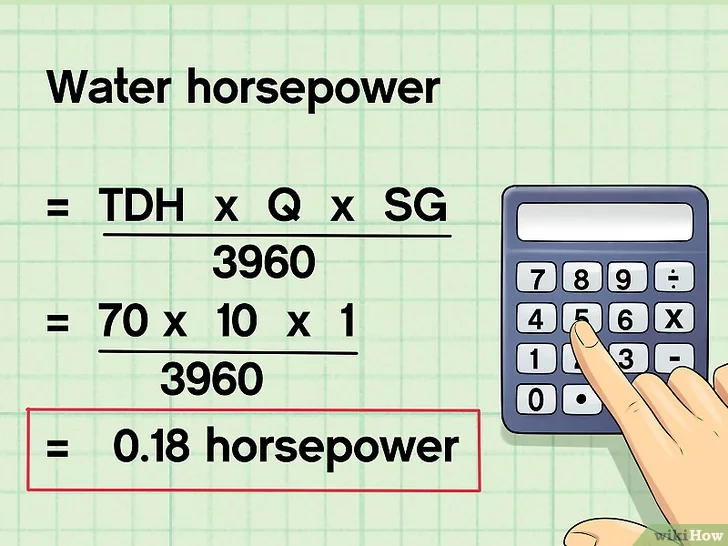 Water horsepower
= TDH x Q x SG
3960
= 70 x 10 x 1
3960
= 0.18 horsepower
7 8 9 ÷
4 5 6 x
1 3 -
0 •
wikiHow